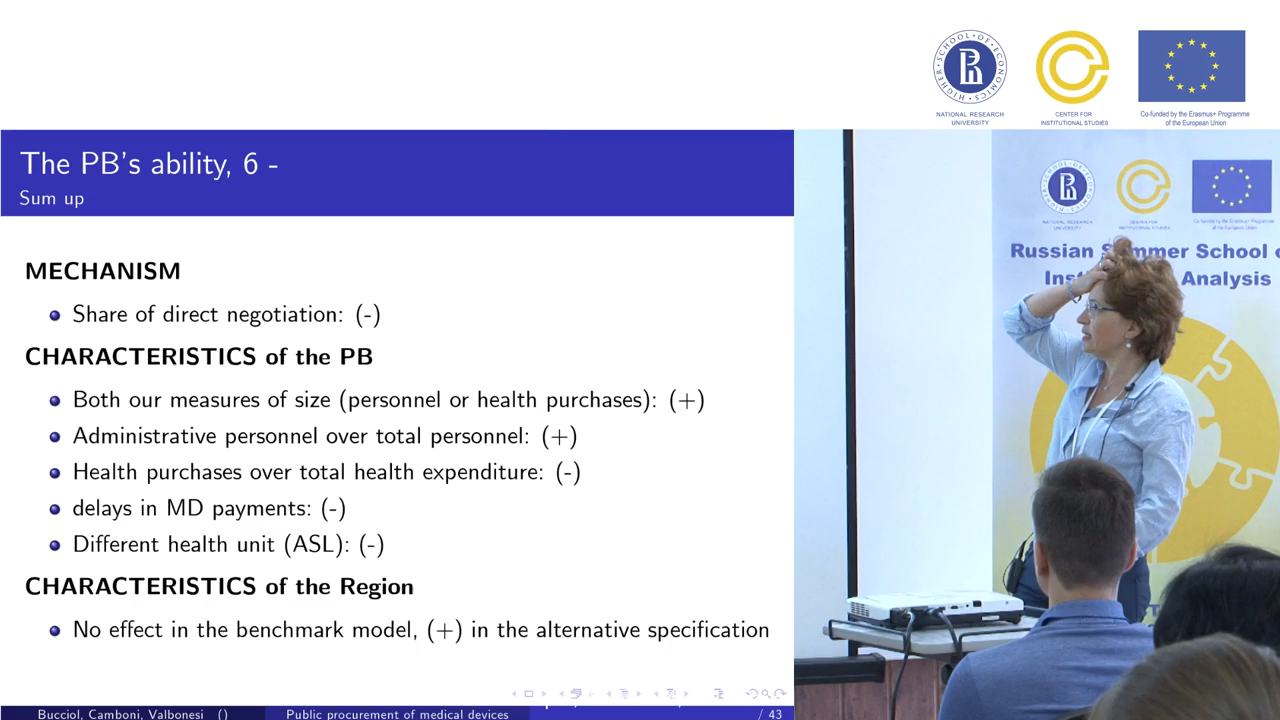 NATIONAL RESEARCH
UNIVERSITY
CENTER FOR
INSTITUTIONAL STUDIES
Co-funded by the Erasmus+ Programme
of the European Union
The PB's ability, 6 -
Sum up
MECHANISM
Share of direct negotiation: (-)
CHARACTERISTICS of the PB
Both our measures of size (personnel or health purchases): (+)
Administrative personnel over total personnel: (+)
Health purchases over total health expenditure: (-)
delays in MD payments: (-)
Different health unit (ASL): (-)
CHARACTERISTICS of the Region
No effect in the benchmark model, (+) in the alternative specification
Bucciol, Camboni, Valbonesi ()
Public procurement of medical devices
/ 43
HIGHER SCHOOL OF ECONOMICS
Russian
School
Analysis